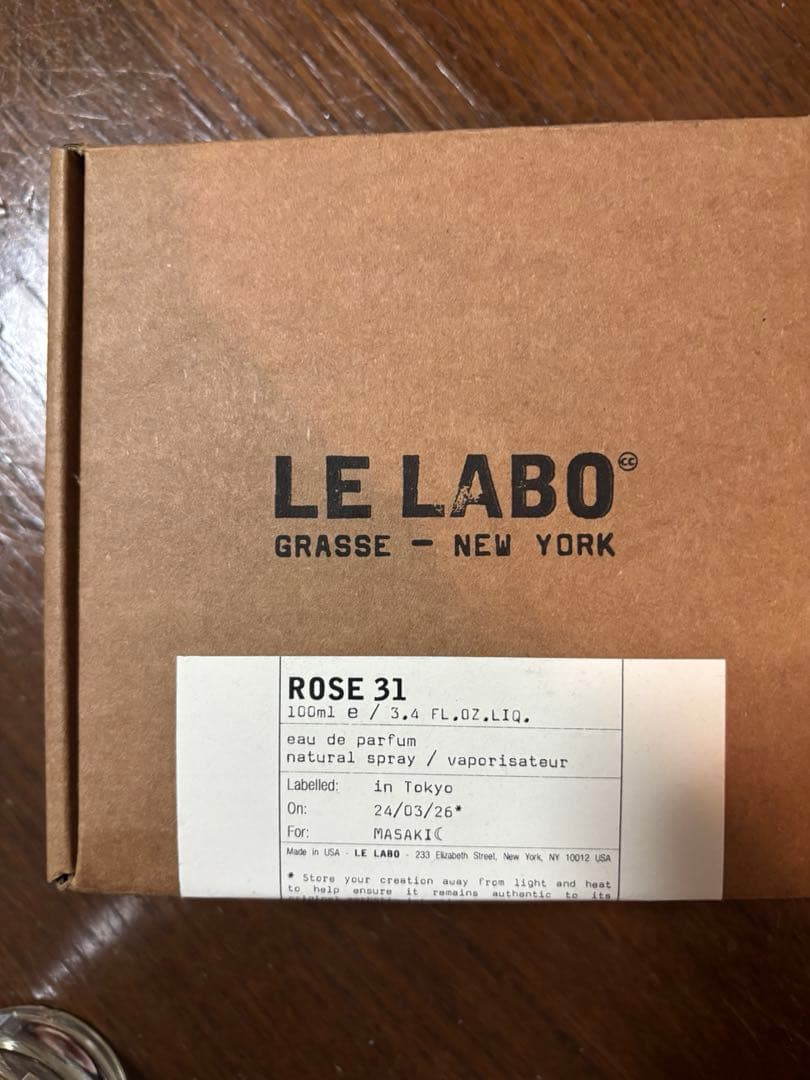 LE LABO
GRASSE — NEW YORK
ROSE 31
100ml e / 3.4 FL.OZ.LIQ.
eau de parfum
natural spray / vaporisateur
Labelled: in Tokyo
On: 24/03/26*
For: MASAKI☾
Made in USA - LE LABO - 233 Elizabeth Street, New York, NY 10012 USA
* Store your creation away from light and heat
to help ensure it remains authentic to its